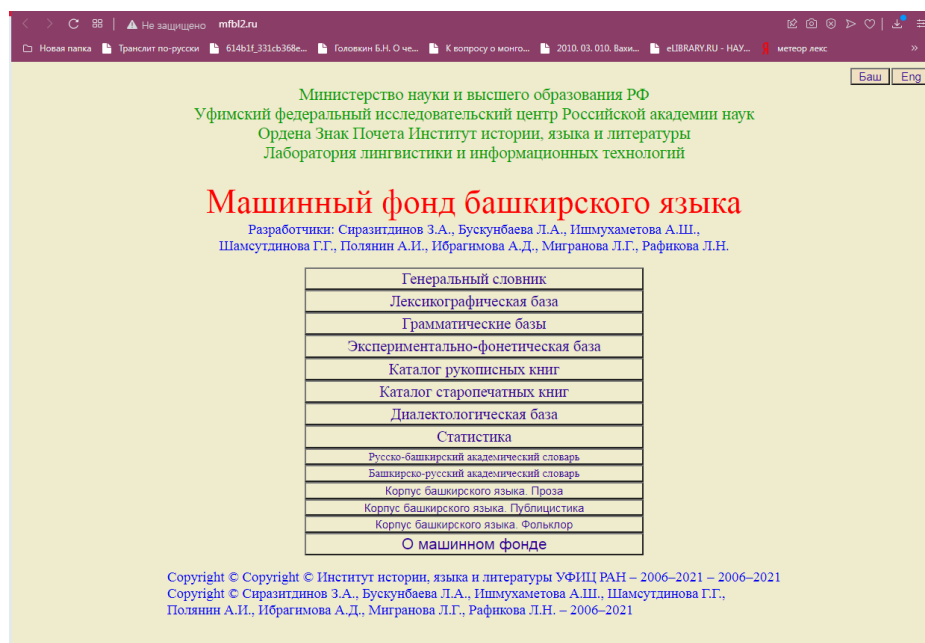 Не защищено mfbl2.ru
Новая папка Транслит по-русски 614b1f_331cb368e... Головкин Б.Н. О че... К вопросу о монго... 2010. 03. 010. Вахи... eLIBRARY.RU - НАУ... метеор лекс »
Баш Eng
Министерство науки и высшего образования РФ
Уфимский федеральный исследовательский центр Российской академии наук
Ордена Знак Почета Институт истории, языка и литературы
Лаборатория лингвистики и информационных технологий
Машинный фонд башкирского языка
Разработчики: Сиразитдинов З.А., Бускунбаева Л.А., Ишмухаметова А.Ш.,
Шамсутдинова Г.Г., Полянин А.И., Ибрагимова А.Д., Мигранова Л.Г., Рафикова Л.Н.
Генеральный словник
Лексикографическая база
Грамматические базы
Экспериментально-фонетическая база
Каталог рукописных книг
Каталог старопечатных книг
Диалектологическая база
Статистика
Русско-башкирский академический словарь
Башкирско-русский академический словарь
Корпус башкирского языка. Проза
Корпус башкирского языка. Публицистика
Корпус башкирского языка. Фольклор
О машинном фонде
Copyright © Copyright © Институт истории, языка и литературы УФИЦ РАН – 2006–2021 – 2006–2021
Copyright © Сиразитдинов З.А., Бускунбаева Л.А., Ишмухаметова А.Ш., Шамсутдинова Г.Г.,
Полянин А.И., Ибрагимова А.Д., Мигранова Л.Г., Рафикова Л.Н. – 2006–2021